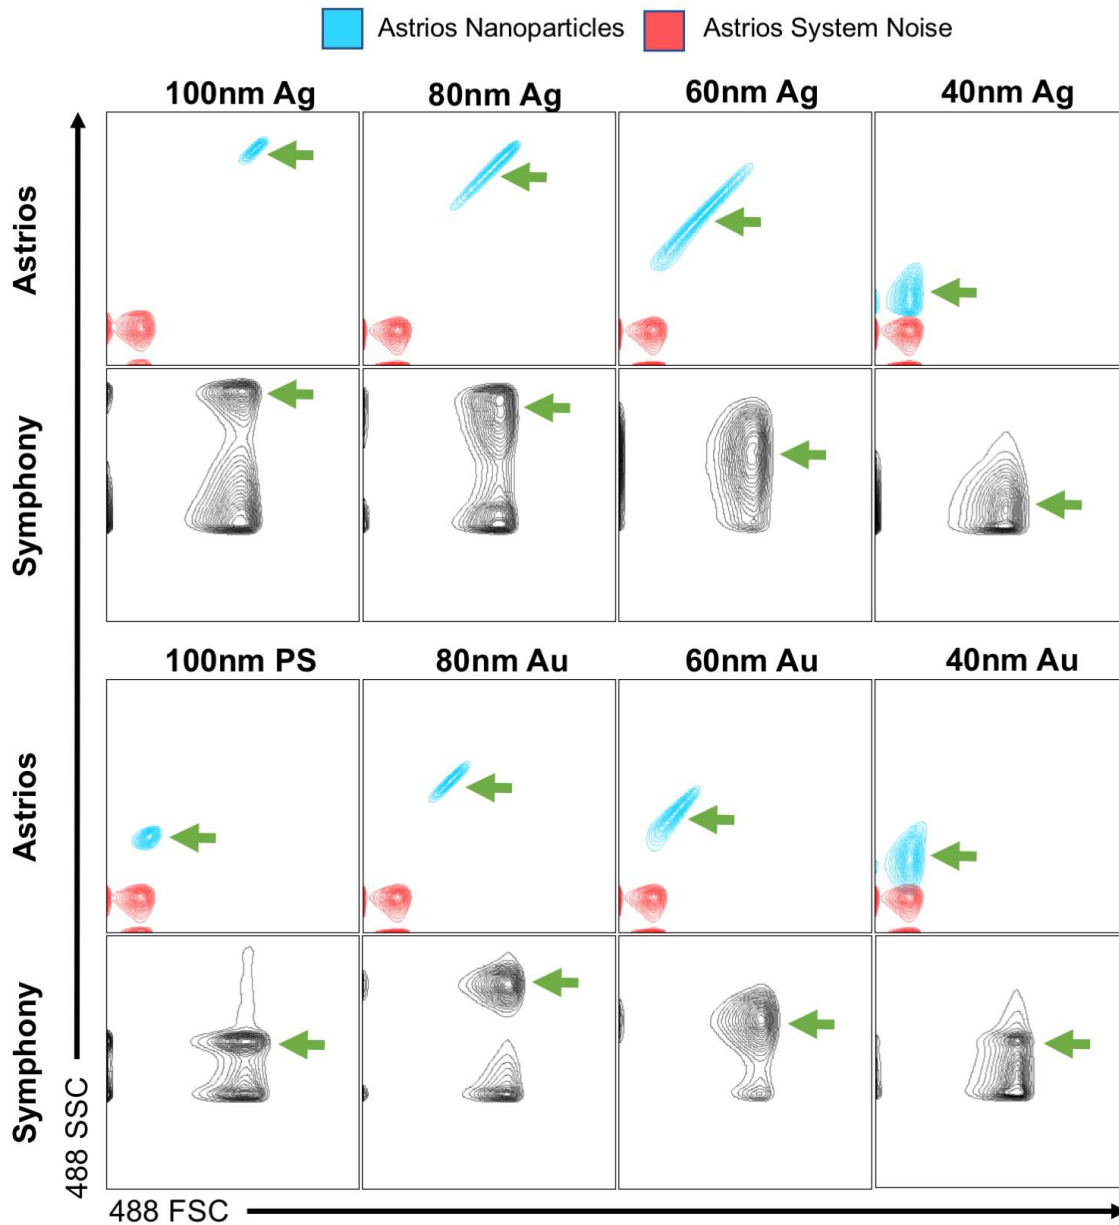 Astrios Nanoparticles Astrios System Noise
100nm Ag 80nm Ag 60nm Ag 40nm Ag
Astrios
Symphony
100nm PS 80nm Au 60nm Au 40nm Au
Astrios
Symphony
488 SSC
488 FSC